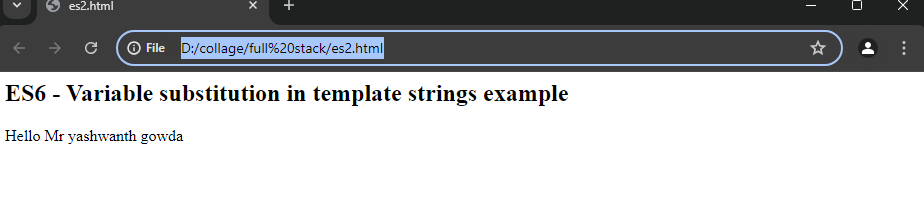 es2.html
File D:/collage/full%20stack/es2.html
ES6 - Variable substitution in template strings example
Hello Mr yashwanth gowda